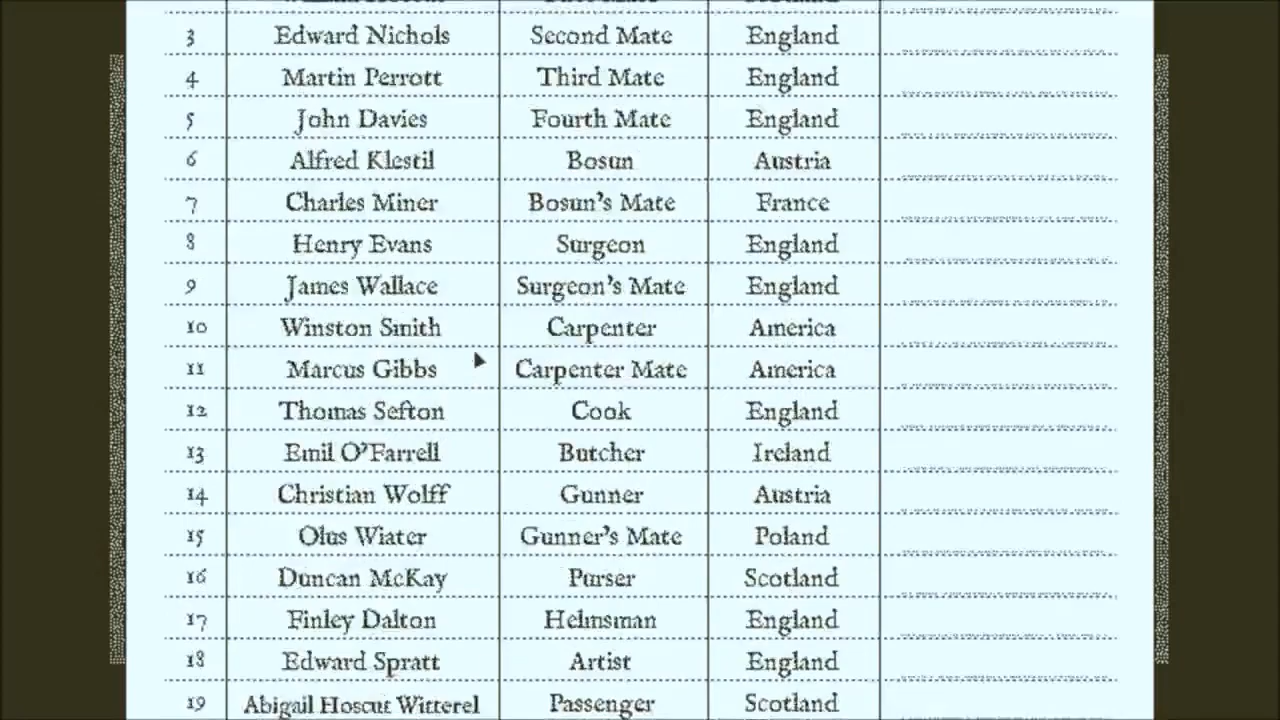 3 Edward Nichols Second Mate England
4 Martin Perrott Third Mate England
5 John Davies Fourth Mate England
6 Alfred Klestil Bosun Austria
7 Charles Miner Bosun's Mate France
8 Henry Evans Surgeon England
9 James Wallace Surgeon's Mate England
10 Winston Smith Carpenter America
11 Marcus Gibbs Carpenter Mate America
12 Thomas Sefton Cook England
13 Emil O'Farrell Butcher Ireland
14 Christian Wolff Gunner Austria
15 Olus Wiater Gunner's Mate Poland
16 Duncan McKay Purser Scotland
17 Finley Dalton Helmsman England
18 Edward Spratt Artist England
19 Abigail Hoscut Witterel Passenger Scotland